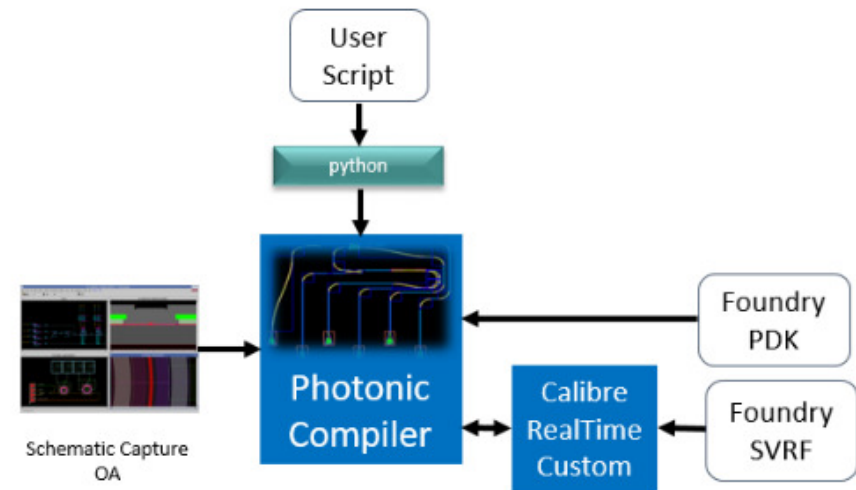 User
Script
python
Photonic
Compiler
Foundry
PDK
Calibre
RealTime
Custom
Foundry
SVRF
Schematic Capture
OA